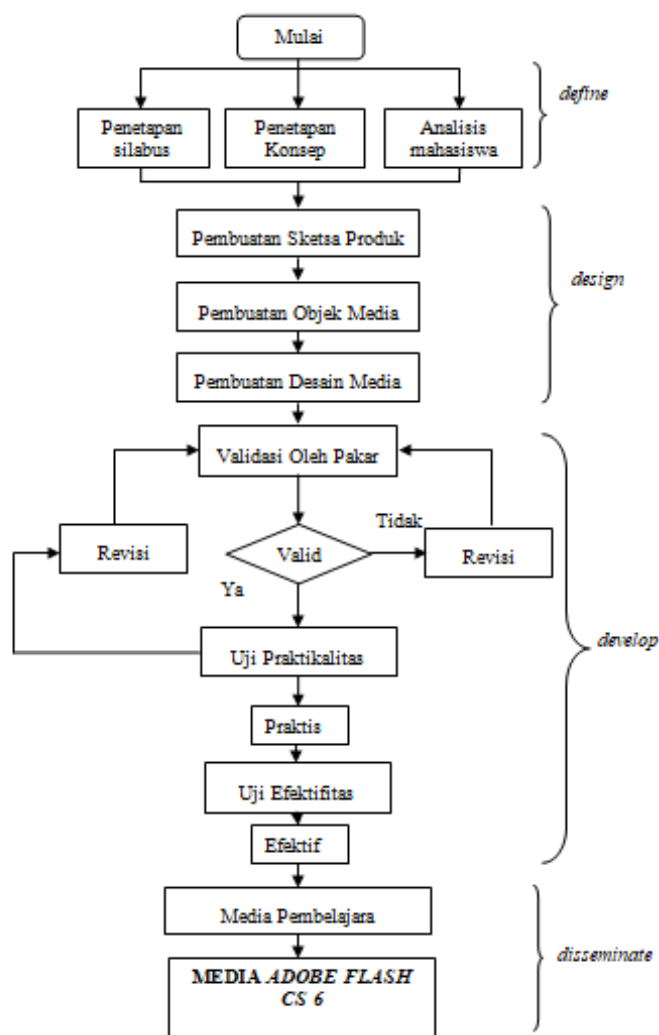 Mulai
define
Penetapan
silabus
Penetapan
Konsep
Analisis
mahasiswa
Pembuatan Sketsa Produk
design
Pembuatan Objek Media
Pembuatan Desain Media
Validasi Oleh Pakar
Tidak
Revisi
Valid
Revisi
Ya
develop
Uji Praktikalitas
Praktis
Uji Efektifitas
Efektif
Media Pembelajara
disseminate
MEDIA ADOBE FLASH
CS 6